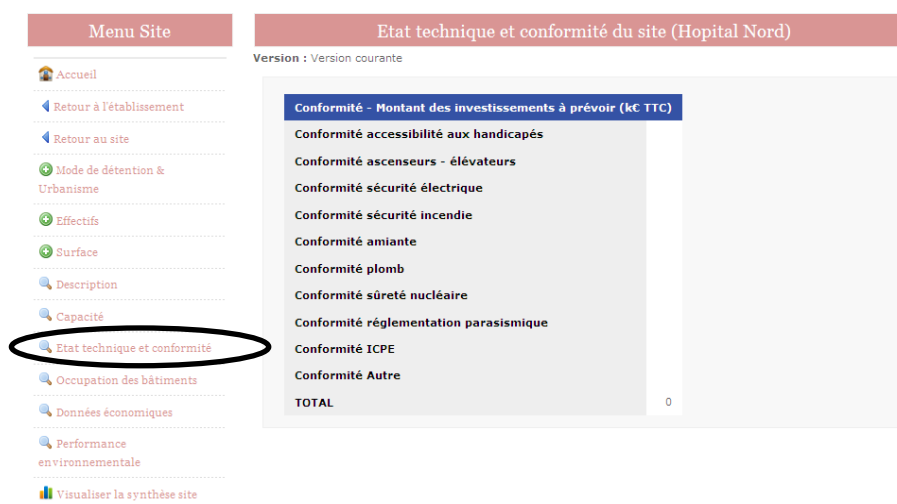 Menu Site
Accueil
Retour à l'établissement
Retour au site
Mode de détention &
Urbanisme
Effectifs
Surface
Description
Capacité
Etat technique et conformité
Occupation des bâtiments
Données économiques
Performance
environnementale
Visualiser la synthèse site
Etat technique et conformité du site (Hopital Nord)
Version : Version courante
Conformité - Montant des investissements à prévoir (k€ TTC)
Conformité accessibilité aux handicapés
Conformité ascenseurs - élévateurs
Conformité sécurité électrique
Conformité sécurité incendie
Conformité amiante
Conformité plomb
Conformité sûreté nucléaire
Conformité réglementation parasismique
Conformité ICPE
Conformité Autre
TOTAL 0